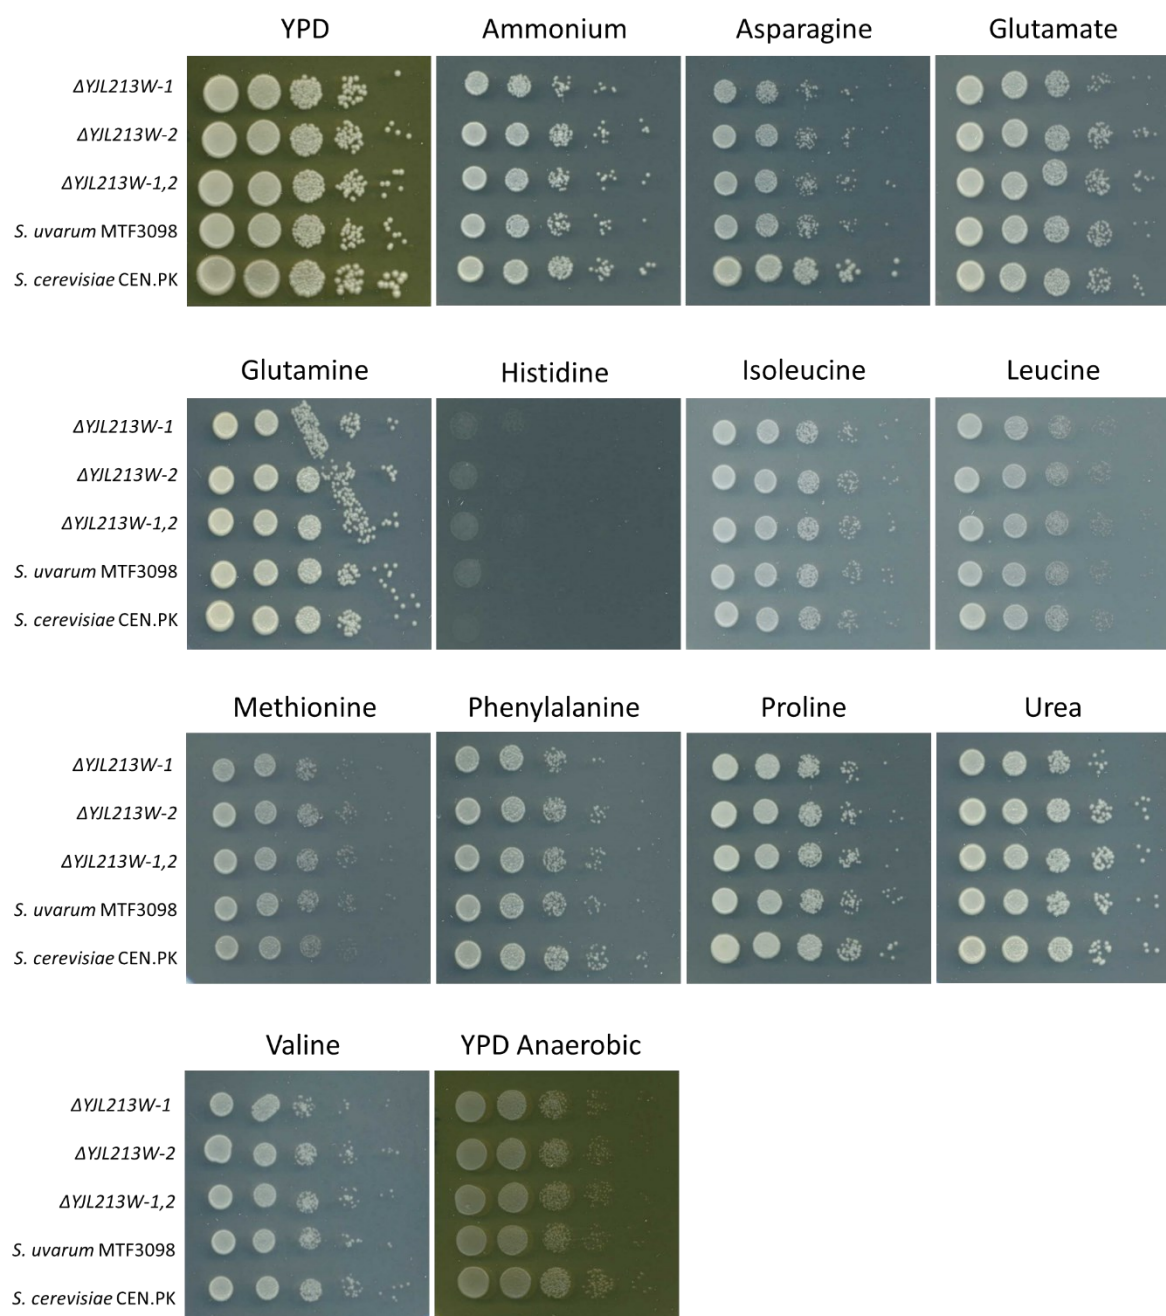 YPD Ammonium Asparagine Glutamate
ΔYJL213W-1
ΔYJL213W-2
ΔYJL213W-1,2
S. uvarum MTF3098
S. cerevisiae CEN.PK
Glutamine Histidine Isoleucine Leucine
ΔYJL213W-1
ΔYJL213W-2
ΔYJL213W-1,2
S. uvarum MTF3098
S. cerevisiae CEN.PK
Methionine Phenylalanine Proline Urea
ΔYJL213W-1
ΔYJL213W-2
ΔYJL213W-1,2
S. uvarum MTF3098
S. cerevisiae CEN.PK
Valine YPD Anaerobic
ΔYJL213W-1
ΔYJL213W-2
ΔYJL213W-1,2
S. uvarum MTF3098
S. cerevisiae CEN.PK